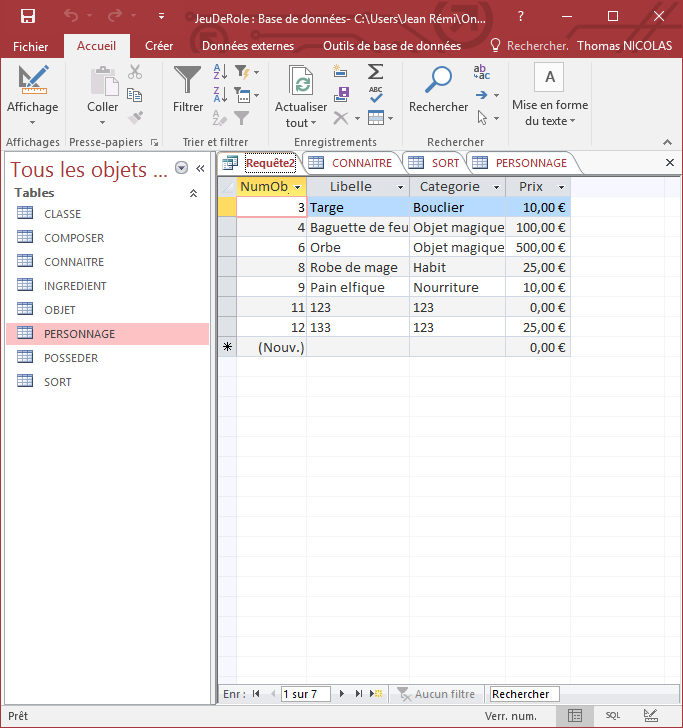 JeuDeRole : Base de données- C:\Users\Jean Rémi\On...
Fichier Accueil Créer Données externes Outils de base de données Rechercher. Thomas NICOLAS
Affichage Coller Filtrer Actualiser tout Rechercher Mise en forme du texte
Affichages Presse-papiers Trier et filtrer Enregistrements Rechercher
Tous les objets ...
Tables
CLASSE
COMPOSER
CONNAITRE
INGREDIENT
OBJET
PERSONNAGE
POSSEDER
SORT
Requête2 CONNAITRE SORT PERSONNAGE
NumOb Libelle Categorie Prix
3 Targe Bouclier 10,00 €
4 Baguette de feu Objet magique 100,00 €
6 Orbe Objet magique 500,00 €
8 Robe de mage Habit 25,00 €
9 Pain elfique Nourriture 10,00 €
11 123 123 0,00 €
12 133 123 25,00 €
(Nouv.) 0,00 €
Enr : 1 sur 7 Aucun filtre Rechercher
Prêt Verr. num. SQL